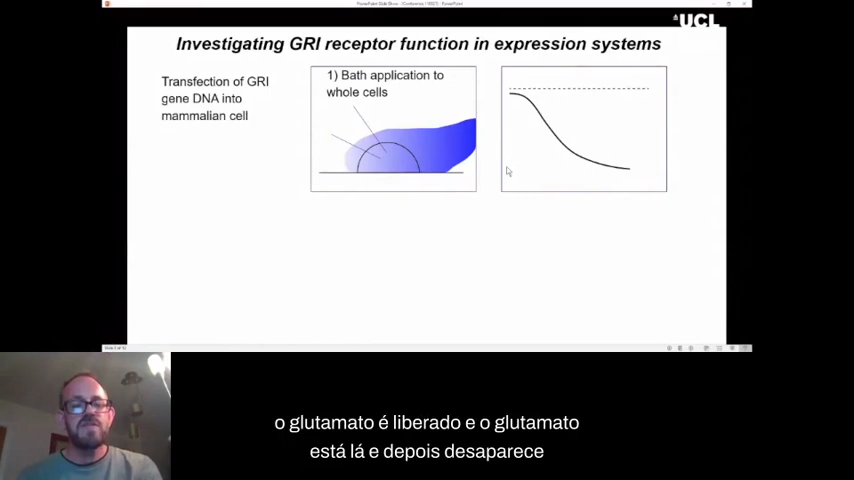 UCL
Investigating GRI receptor function in expression systems
Transfection of GRI
gene DNA into
mammalian cell
1) Bath application to
whole cells
o glutamato é liberado e o glutamato
está lá e depois desaparece